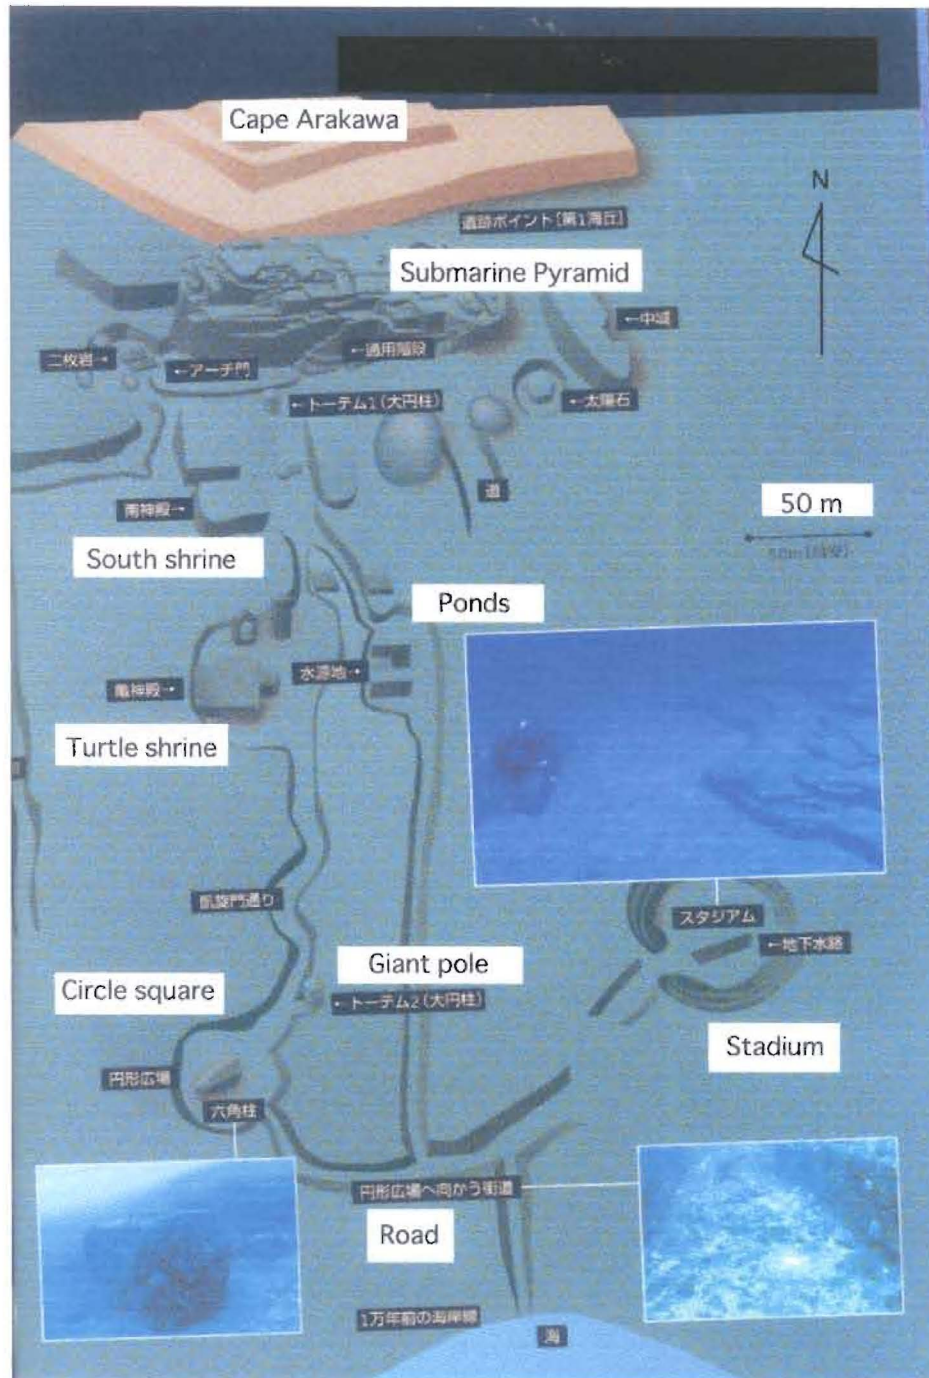 Cape Arakawa
N
遺跡ポイント[第1海丘]
Submarine Pyramid
←中城
二枚岩→
←アーチ門
←通用階段
←トーテム1(大円柱)
←太陽石
道
50 m
南神殿→
South shrine
Ponds
水源地→
亀神殿→
Turtle shrine
凱旋門通り
スタジアム
←地下水路
Giant pole
Circle square
←トーテム2(大円柱)
Stadium
円形広場
六角柱
円形広場へ向かう街道
Road
1万年前の海岸線
海